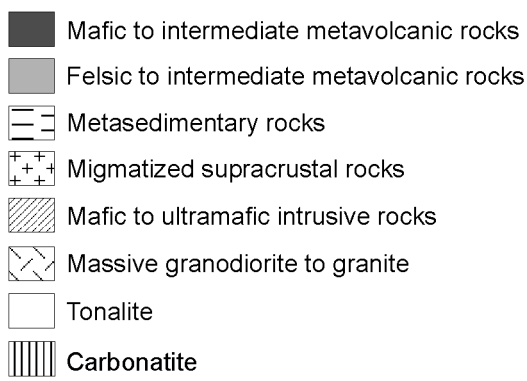 Mafic to intermediate metavolcanic rocks
Felsic to intermediate metavolcanic rocks
Metasedimentary rocks
Migmatized supracrustal rocks
Mafic to ultramafic intrusive rocks
Massive granodiorite to granite
Tonalite
Carbonatite